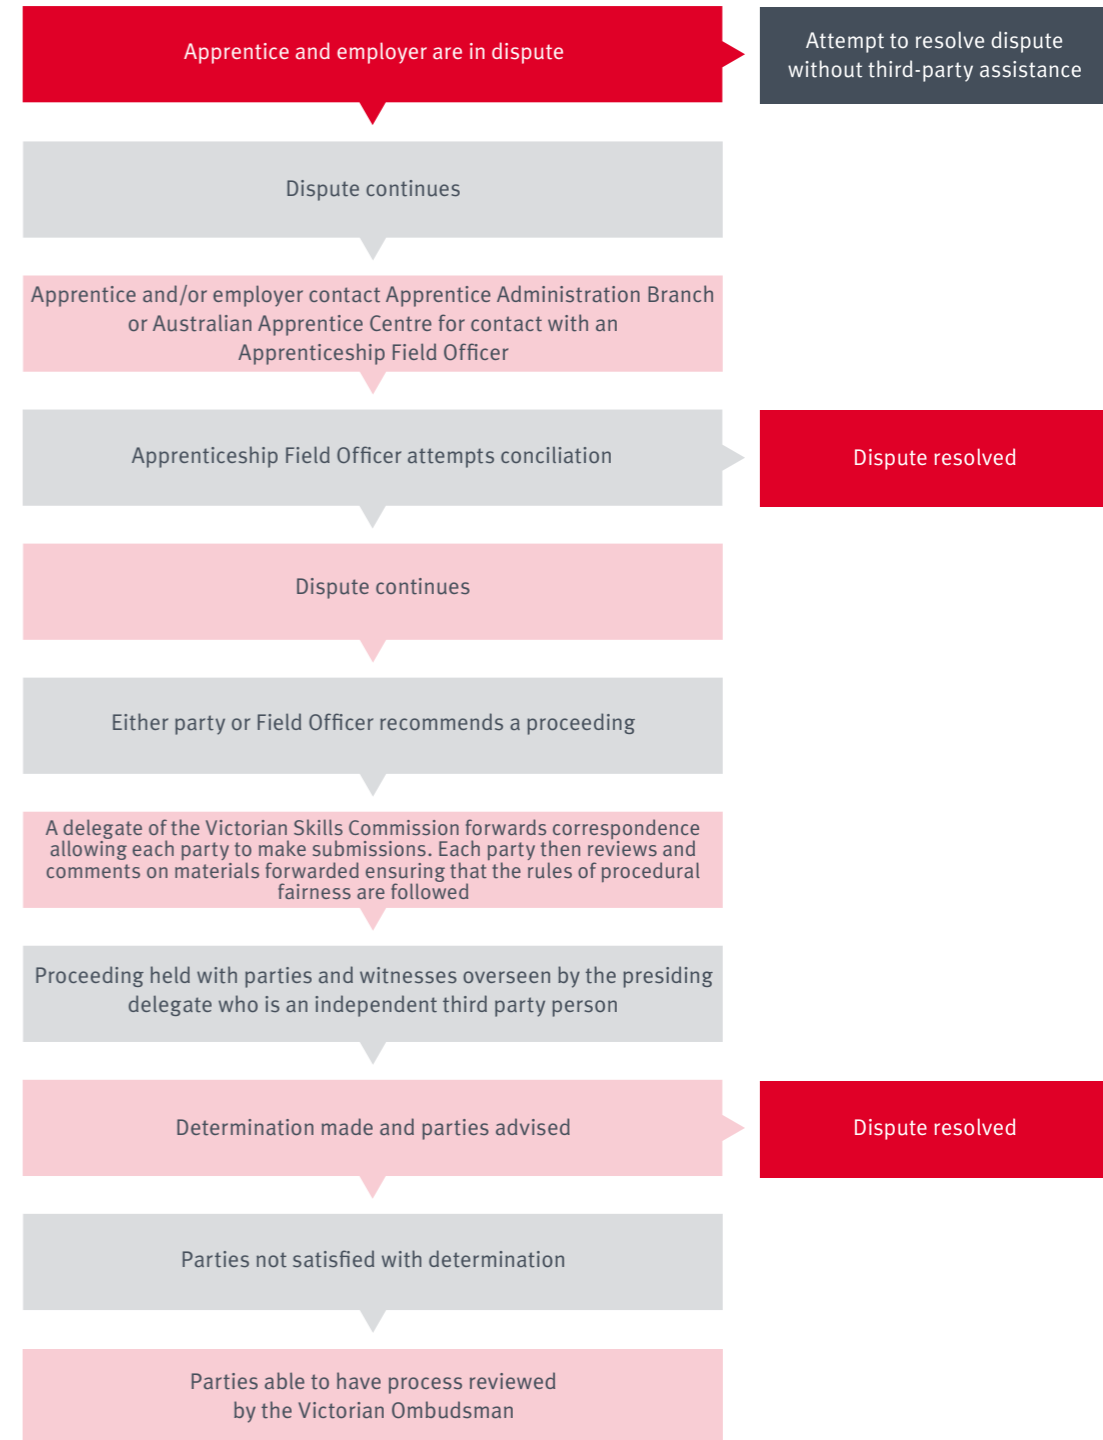 Apprentice and employer are in dispute
Attempt to resolve dispute
without third-party assistance
Dispute continues
Apprentice and/or employer contact Apprentice Administration Branch
or Australian Apprentice Centre for contact with an
Apprenticeship Field Officer
Apprenticeship Field Officer attempts conciliation
Dispute resolved
Dispute continues
Either party or Field Officer recommends a proceeding
A delegate of the Victorian Skills Commission forwards correspondence
allowing each party to make submissions. Each party then reviews and
comments on materials forwarded ensuring that the rules of procedural
fairness are followed
Proceeding held with parties and witnesses overseen by the presiding
delegate who is an independent third party person
Determination made and parties advised
Dispute resolved
Parties not satisfied with determination
Parties able to have process reviewed
by the Victorian Ombudsman